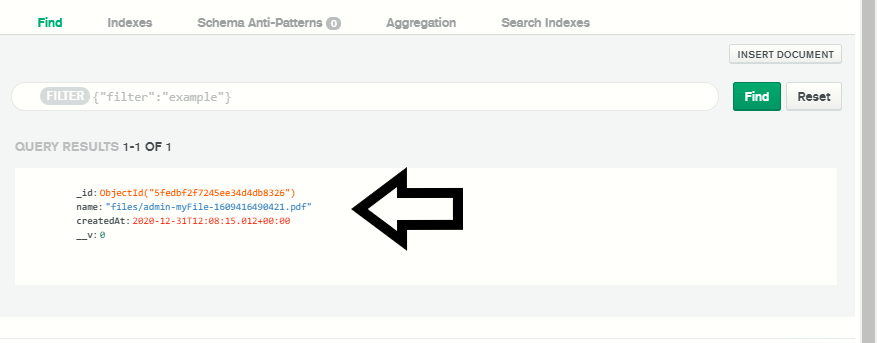 Find Indexes Schema Anti-Patterns 0 Aggregation Search Indexes
INSERT DOCUMENT
FILTER {"filter":"example"} Find Reset
QUERY RESULTS 1-1 OF 1
_id: ObjectId("5fedbf2f7245ee34d4db8326")
name: "files/admin-myFile-1609416490421.pdf"
createdAt: 2020-12-31T12:08:15.012+00:00
__v: 0